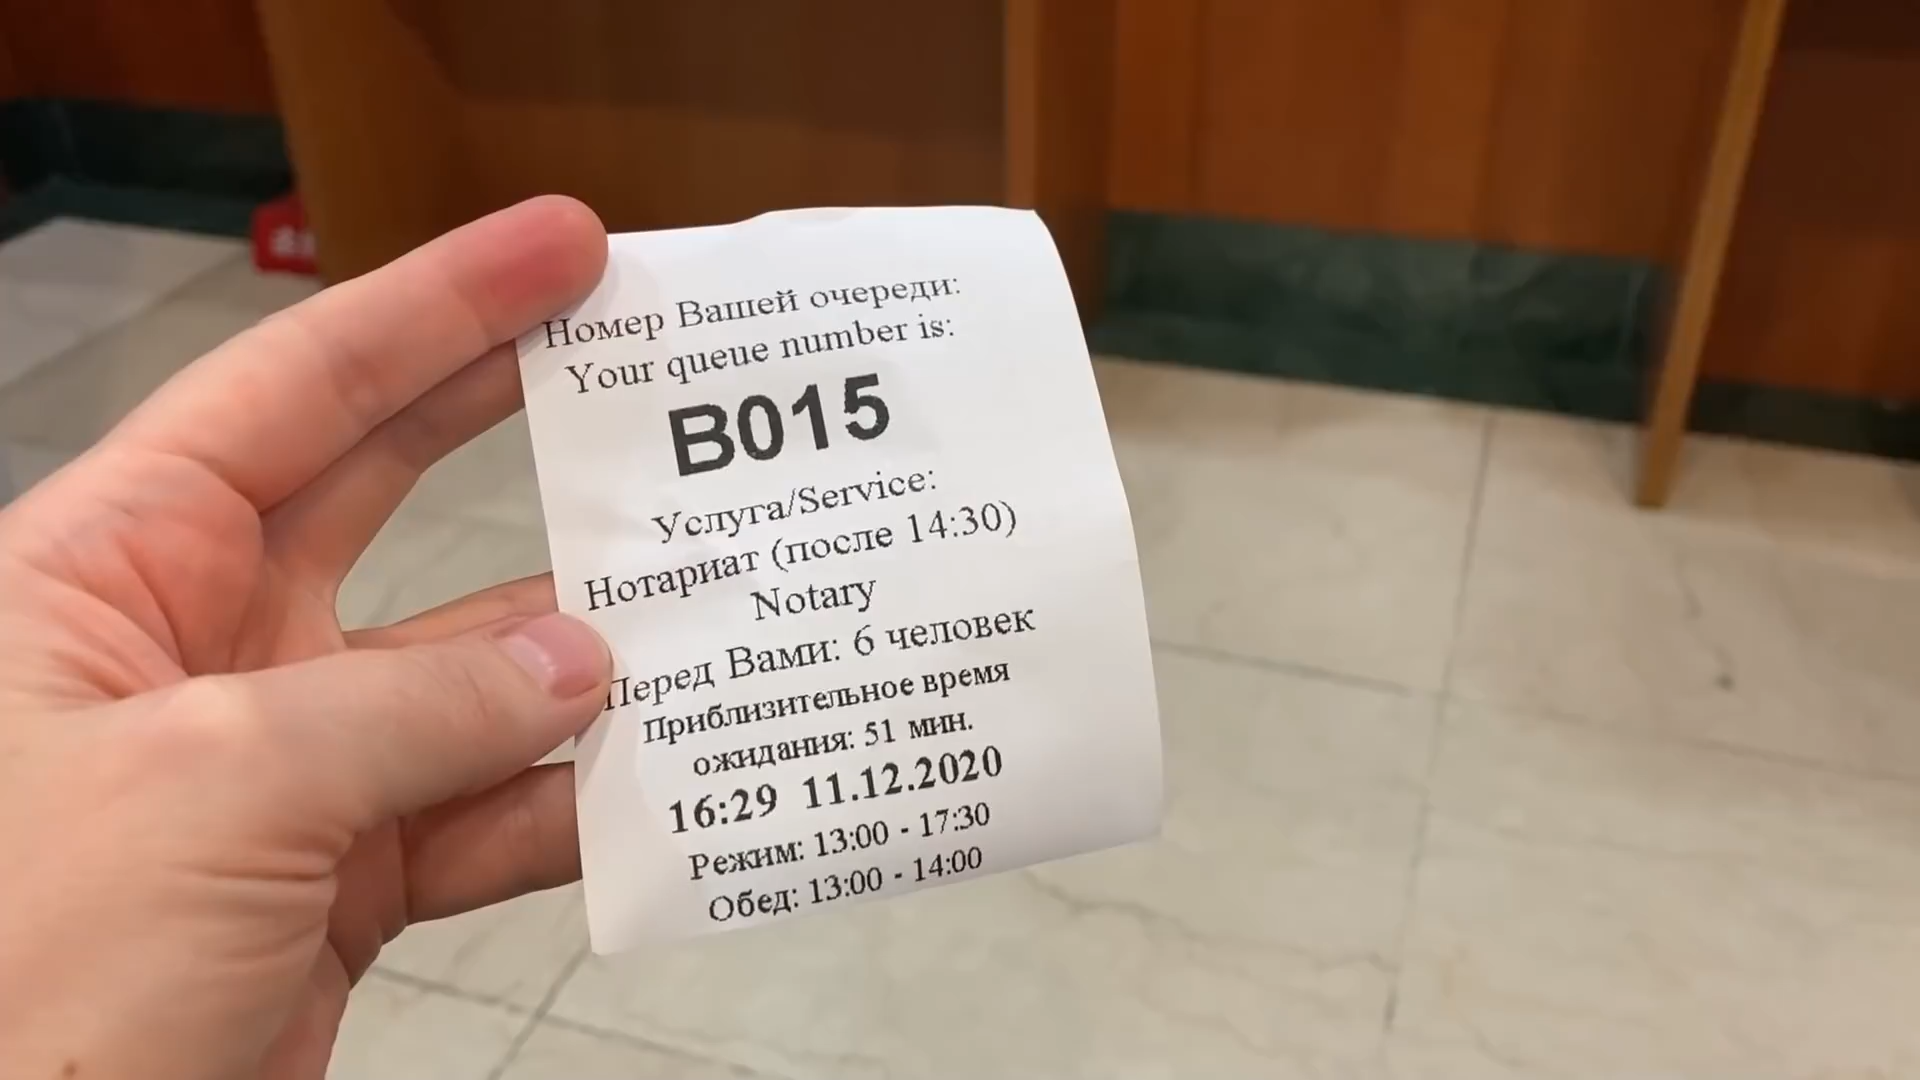 Номер Вашей очереди:
Your queue number is:
B015
Услуга/Service:
Нотариат (после 14:30)
Notary
Перед Вами: 6 человек
Приблизительное время
ожидания: 51 мин.
16:29 11.12.2020
Режим: 13:00 - 17:30
Обед: 13:00 - 14:00